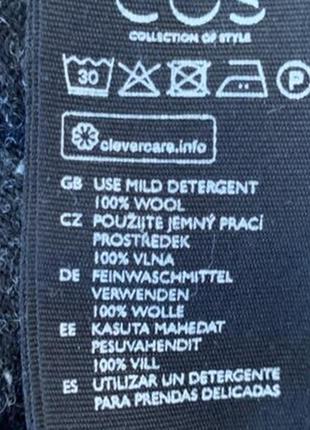 COS
COLLECTION OF STYLE
30 P
clevercare.info
GB USE MILD DETERGENT
100% WOOL
CZ POUŽIJTE JEMNÝ PRACÍ
PROSTŘEDEK
100% VLNA
DE FEINWASCHMITTEL
VERWENDEN
100% WOLLE
EE KASUTA MAHEDAT
PESUVAHENDIT
100% VILL
ES UTILIZAR UN DETERGENTE
PARA PRENDAS DELICADAS